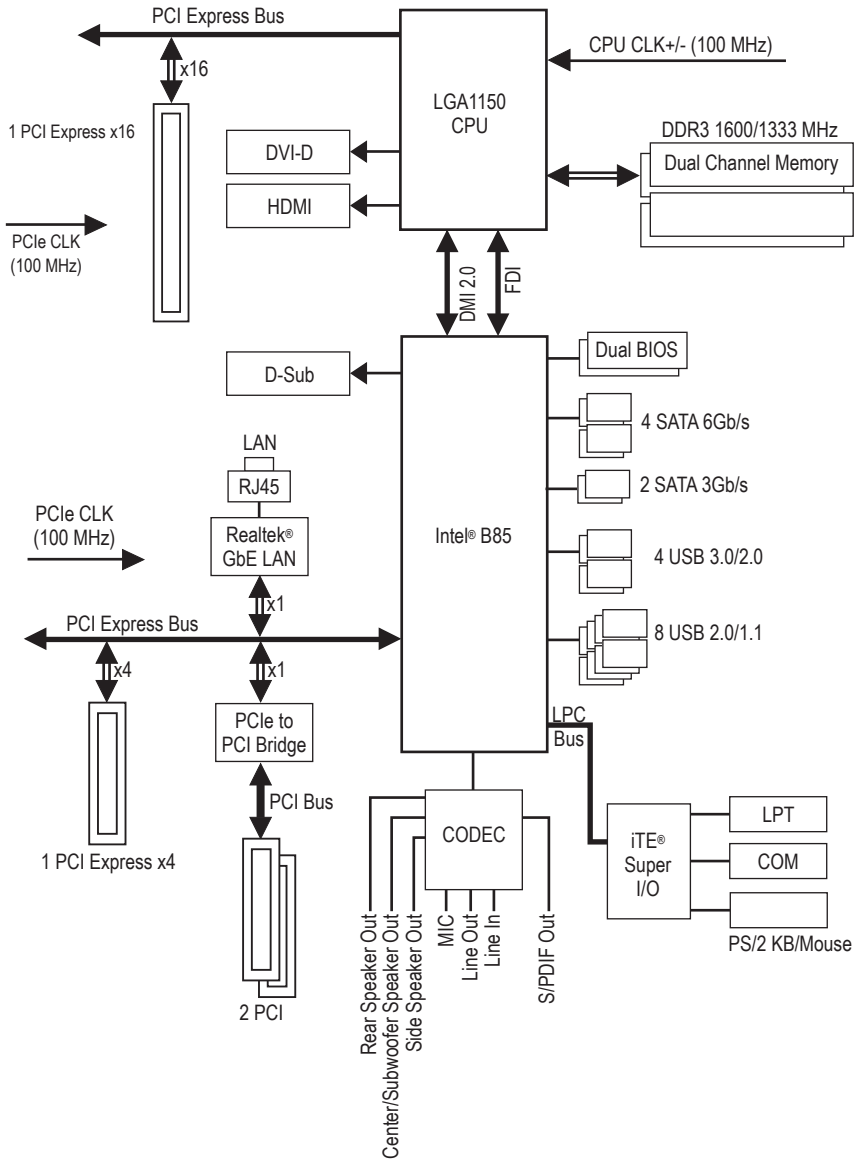 PCI Express Bus
x16
1 PCI Express x16
PCIe CLK
(100 MHz)
LGA1150
CPU
CPU CLK+/- (100 MHz)
DDR3 1600/1333 MHz
Dual Channel Memory
DVI-D
HDMI
DMI 2.0
FDI
D-Sub
Dual BIOS
4 SATA 6Gb/s
2 SATA 3Gb/s
4 USB 3.0/2.0
8 USB 2.0/1.1
Intel® B85
LAN
RJ45
Realtek®
GbE LAN
PCIe CLK
(100 MHz)
x1
PCI Express Bus
x4
x1
PCIe to
PCI Bridge
PCI Bus
1 PCI Express x4
2 PCI
LPC
Bus
CODEC
iTE®
Super
I/O
LPT
COM
PS/2 KB/Mouse
Rear Speaker Out
Center/Subwoofer Speaker Out
Side Speaker Out
MIC
Line Out
Line In
S/PDIF Out